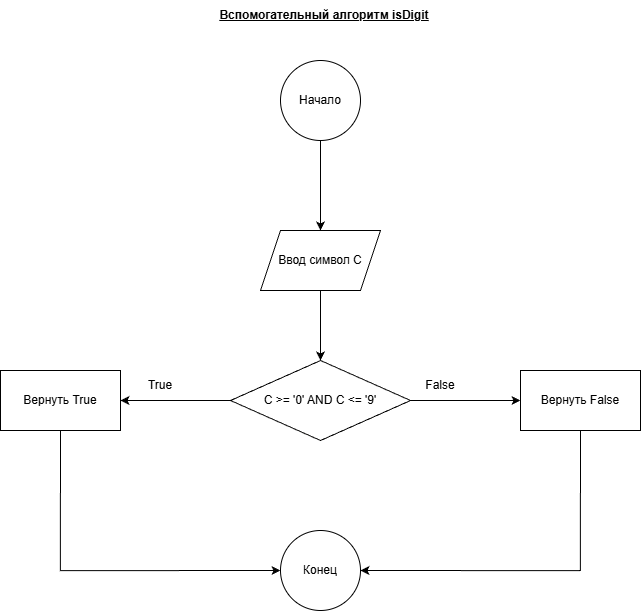 Вспомогательный алгоритм isDigit
Начало
Ввод символ C
C >= '0' AND C <= '9'
True
False
Вернуть True
Вернуть False
Конец